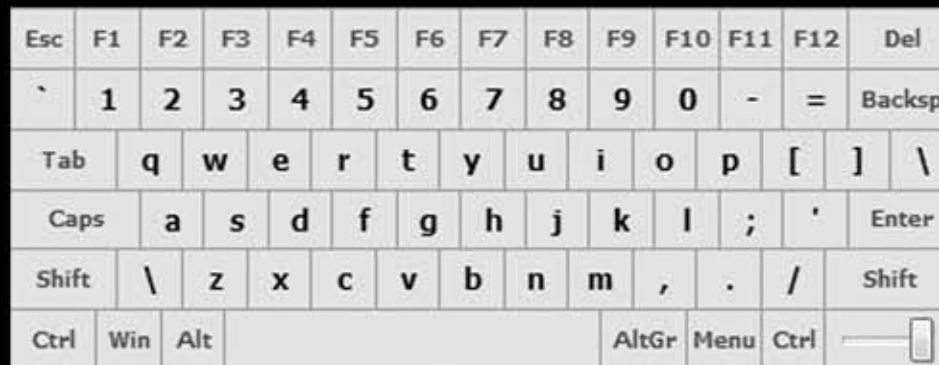 Esc F1 F2 F3 F4 F5 F6 F7 F8 F9 F10 F11 F12 Del
` 1 2 3 4 5 6 7 8 9 0 - = Backsp
Tab q w e r t y u i o p [ ] \
Caps a s d f g h j k l ; ' Enter
Shift \ z x c v b n m , . / Shift
Ctrl Win Alt AltGr Menu Ctrl